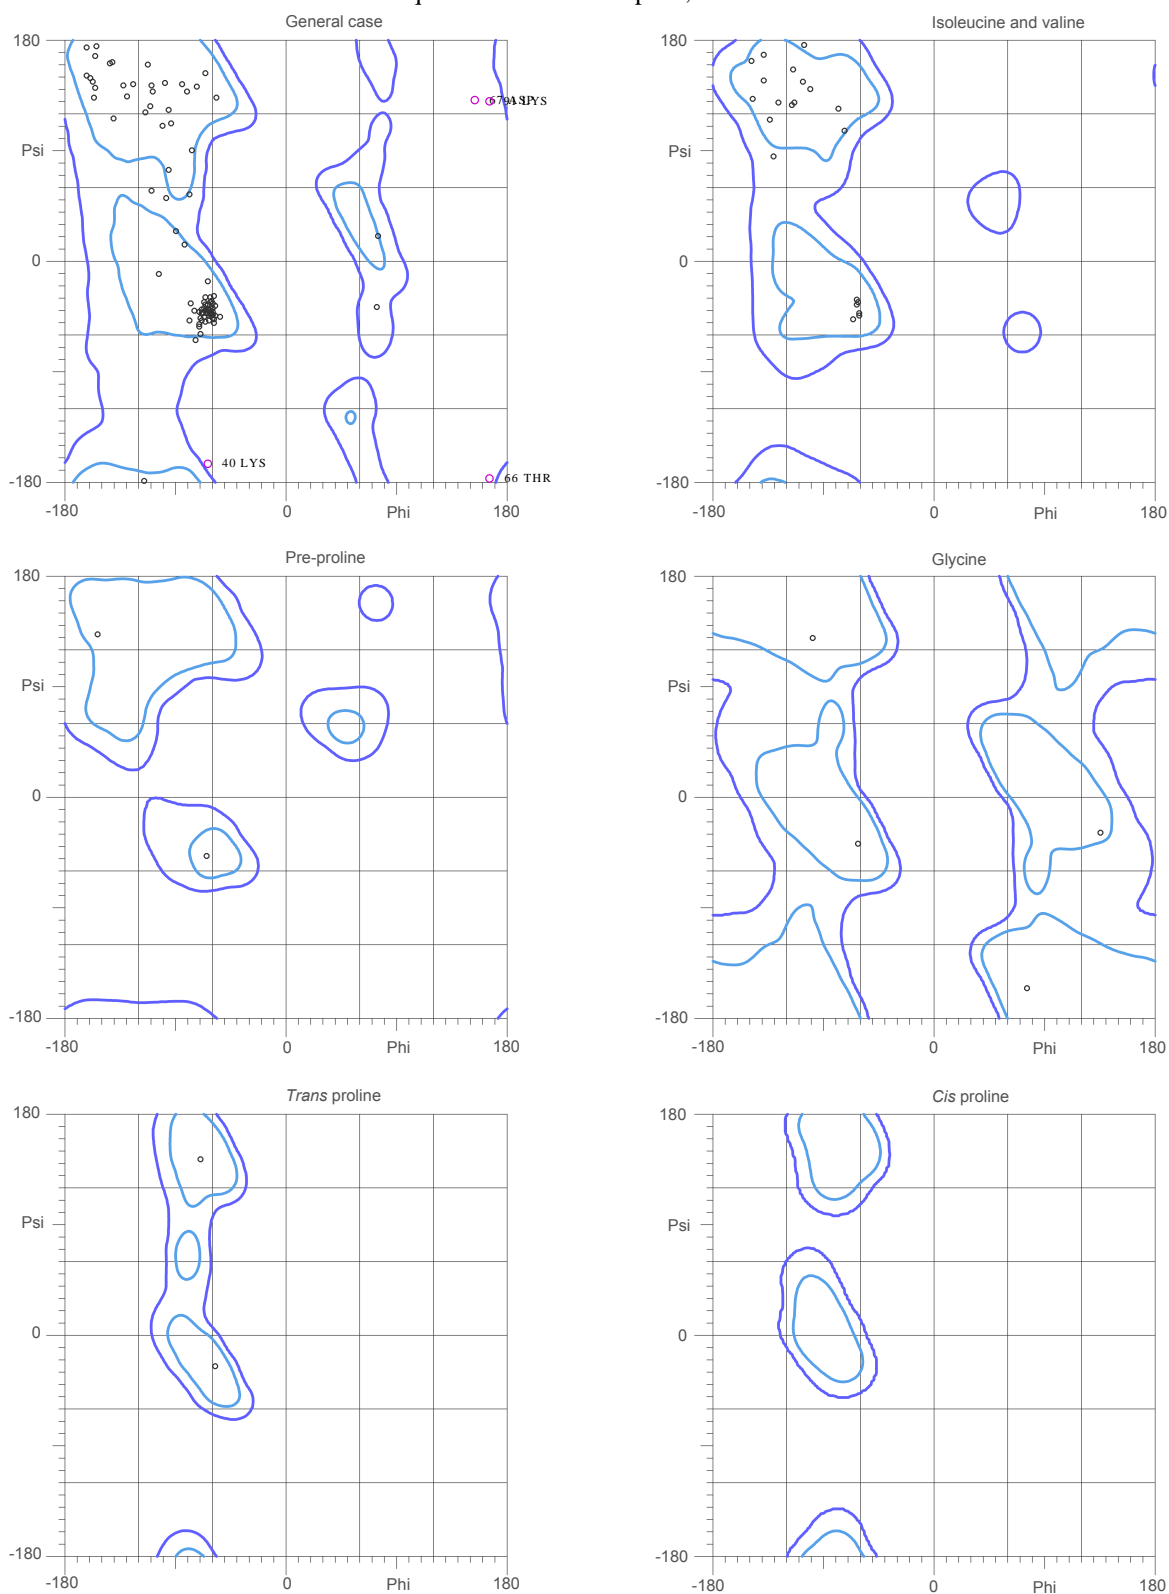 General case
Isoleucine and valine
180
Psi
0
-180
-180
0
Phi
180
40 LYS
66 THR
180
Psi
0
-180
-180
0
Phi
180
Pre-proline
Glycine
180
Psi
0
-180
-180
0
Phi
180
180
Psi
0
-180
-180
0
Phi
180
Trans proline
Cis proline
180
Psi
0
-180
-180
0
Phi
180
180
Psi
0
-180
-180
0
Phi
180